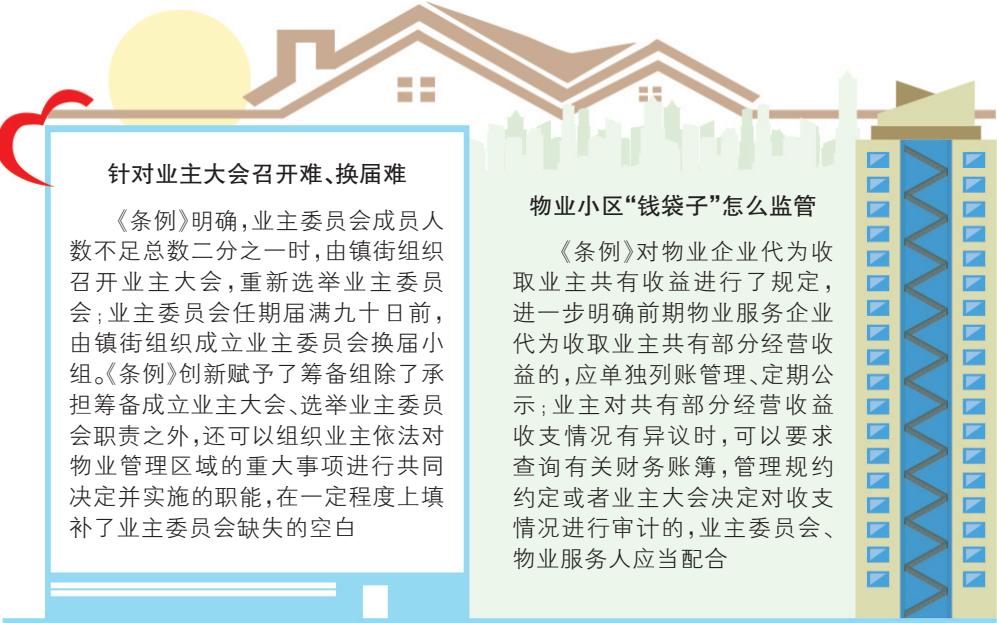 针对业主大会召开难、换届难
《条例》明确,业主委员会成员人
数不足总数二分之一时,由镇街组织
召开业主大会,重新选举业主委员
会;业主委员会任期届满九十日前,
由镇街组织成立业主委员会换届小
组。《条例》创新赋予了筹备组除了承
担筹备成立业主大会、选举业主委员
会职责之外,还可以组织业主依法对
物业管理区域的重大事项进行共同
决定并实施的职能,在一定程度上填
补了业主委员会缺失的空白
物业小区“钱袋子”怎么监管
《条例》对物业企业代为收
取业主共有收益进行了规定,
进一步明确前期物业服务企业
代为收取业主共有部分经营收
益的,应单独列账管理、定期公
示;业主对共有部分经营收益
收支情况有异议时,可以要求
查询有关财务账簿,管理规约
约定或者业主大会决定对收支
情况进行审计的,业主委员会、
物业服务人应当配合